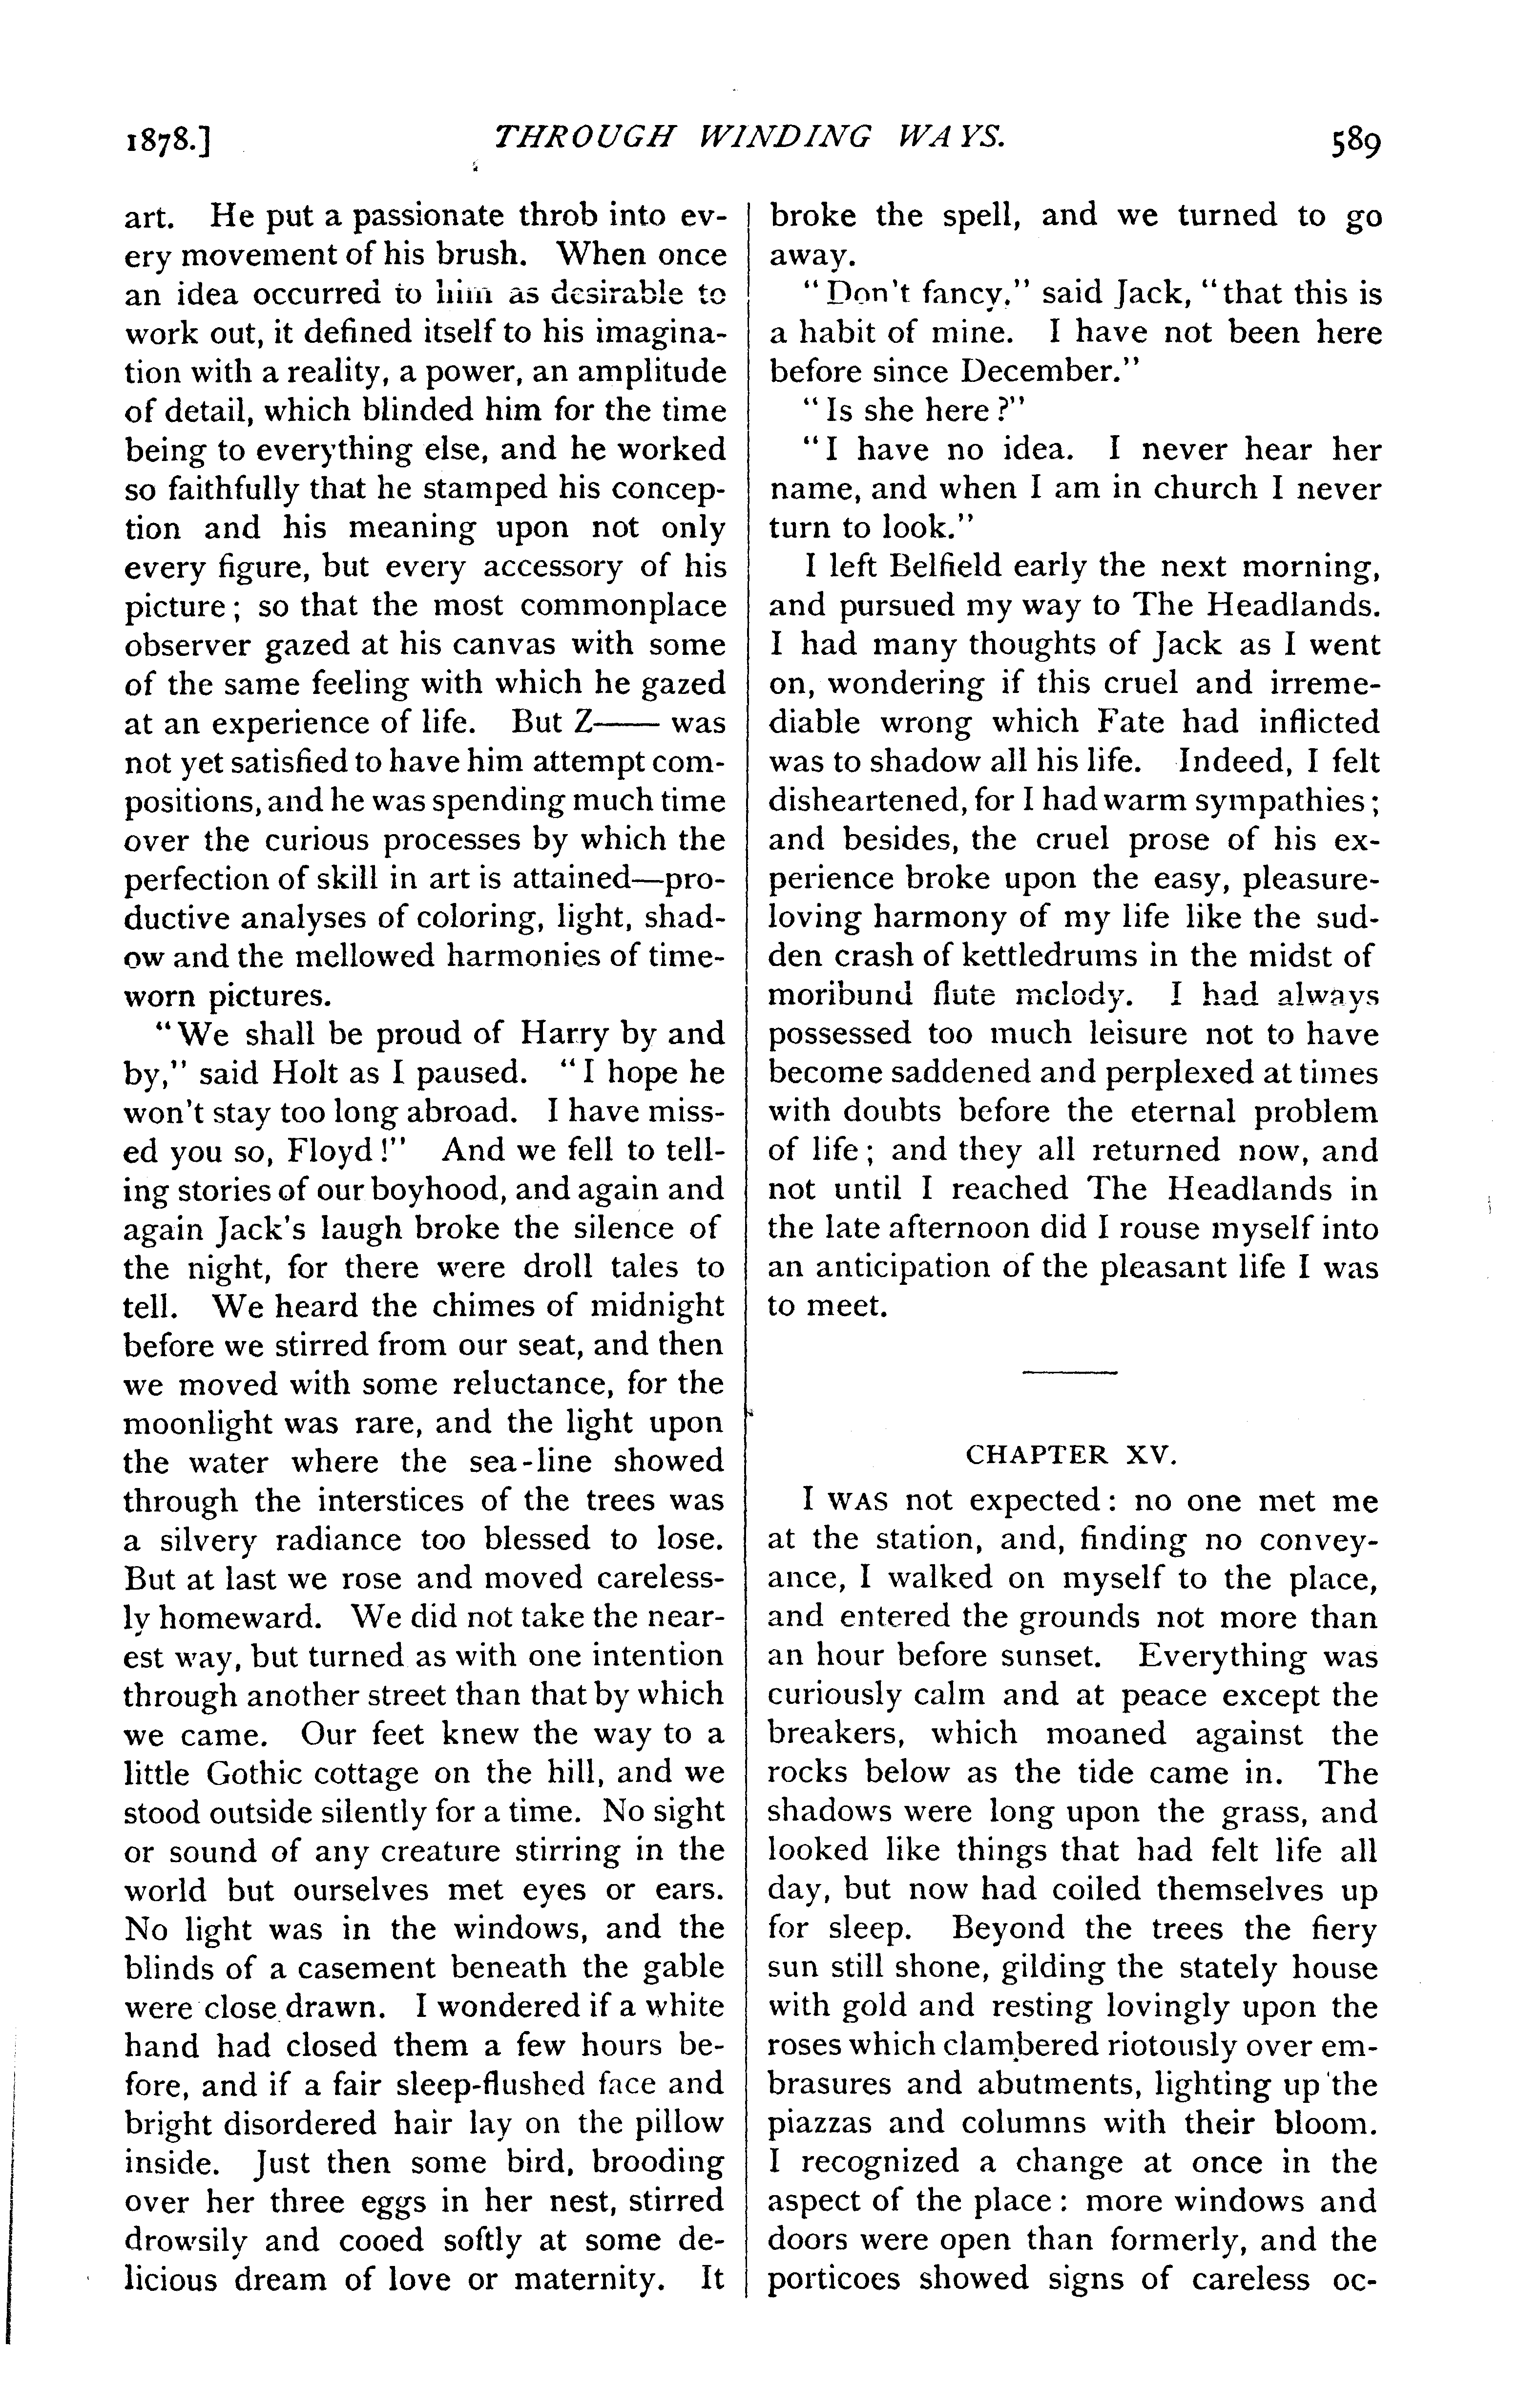 1878.] THROUGH WINDING WAYS. 589
art. He put a passionate throb into ev-
ery movement of his brush. When once
an idea occurred to him as desirable to
work out, it defined itself to his imagina-
tion with a reality, a power, an amplitude
of detail, which blinded him for the time
being to everything else, and he worked
so faithfully that he stamped his concep-
tion and his meaning upon not only
every figure, but every accessory of his
picture; so that the most commonplace
observer gazed at his canvas with some
of the same feeling with which he gazed
at an experience of life. But Z—— was
not yet satisfied to have him attempt com-
positions, and he was spending much time
over the curious processes by which the
perfection of skill in art is attained—pro-
ductive analyses of coloring, light, shad-
ow and the mellowed harmonies of time-
worn pictures.
"We shall be proud of Harry by and
by," said Holt as I paused. "I hope he
won't stay too long abroad. I have miss-
ed you so, Floyd!" And we fell to tell-
ing stories of our boyhood, and again and
again Jack's laugh broke the silence of
the night, for there were droll tales to
tell. We heard the chimes of midnight
before we stirred from our seat, and then
we moved with some reluctance, for the
moonlight was rare, and the light upon
the water where the sea-line showed
through the interstices of the trees was
a silvery radiance too blessed to lose.
But at last we rose and moved careless-
ly homeward. We did not take the near-
est way, but turned as with one intention
through another street than that by which
we came. Our feet knew the way to a
little Gothic cottage on the hill, and we
stood outside silently for a time. No sight
or sound of any creature stirring in the
world but ourselves met eyes or ears.
No light was in the windows, and the
blinds of a casement beneath the gable
were close drawn. I wondered if a white
hand had closed them a few hours be-
fore, and if a fair sleep-flushed face and
bright disordered hair lay on the pillow
inside. Just then some bird, brooding
over her three eggs in her nest, stirred
drowsily and cooed softly at some de-
licious dream of love or maternity. It
broke the spell, and we turned to go
away.
"Don't fancy," said Jack, "that this is
a habit of mine. I have not been here
before since December."
"Is she here?"
"I have no idea. I never hear her
name, and when I am in church I never
turn to look."
I left Belfield early the next morning,
and pursued my way to The Headlands.
I had many thoughts of Jack as I went
on, wondering if this cruel and irreme-
diable wrong which Fate had inflicted
was to shadow all his life. Indeed, I felt
disheartened, for I had warm sympathies;
and besides, the cruel prose of his ex-
perience broke upon the easy, pleasure-
loving harmony of my life like the sud-
den crash of kettledrums in the midst of
moribund flute melody. I had always
possessed too much leisure not to have
become saddened and perplexed at times
with doubts before the eternal problem
of life; and they all returned now, and
not until I reached The Headlands in
the late afternoon did I rouse myself into
an anticipation of the pleasant life I was
to meet.
CHAPTER XV.
I WAS not expected: no one met me
at the station, and, finding no convey-
ance, I walked on myself to the place,
and entered the grounds not more than
an hour before sunset. Everything was
curiously calm and at peace except the
breakers, which moaned against the
rocks below as the tide came in. The
shadows were long upon the grass, and
looked like things that had felt life all
day, but now had coiled themselves up
for sleep. Beyond the trees the fiery
sun still shone, gilding the stately house
with gold and resting lovingly upon the
roses which clambered riotously over em-
brasures and abutments, lighting up the
piazzas and columns with their bloom.
I recognized a change at once in the
aspect of the place: more windows and
doors were open than formerly, and the
porticoes showed signs of careless oc-